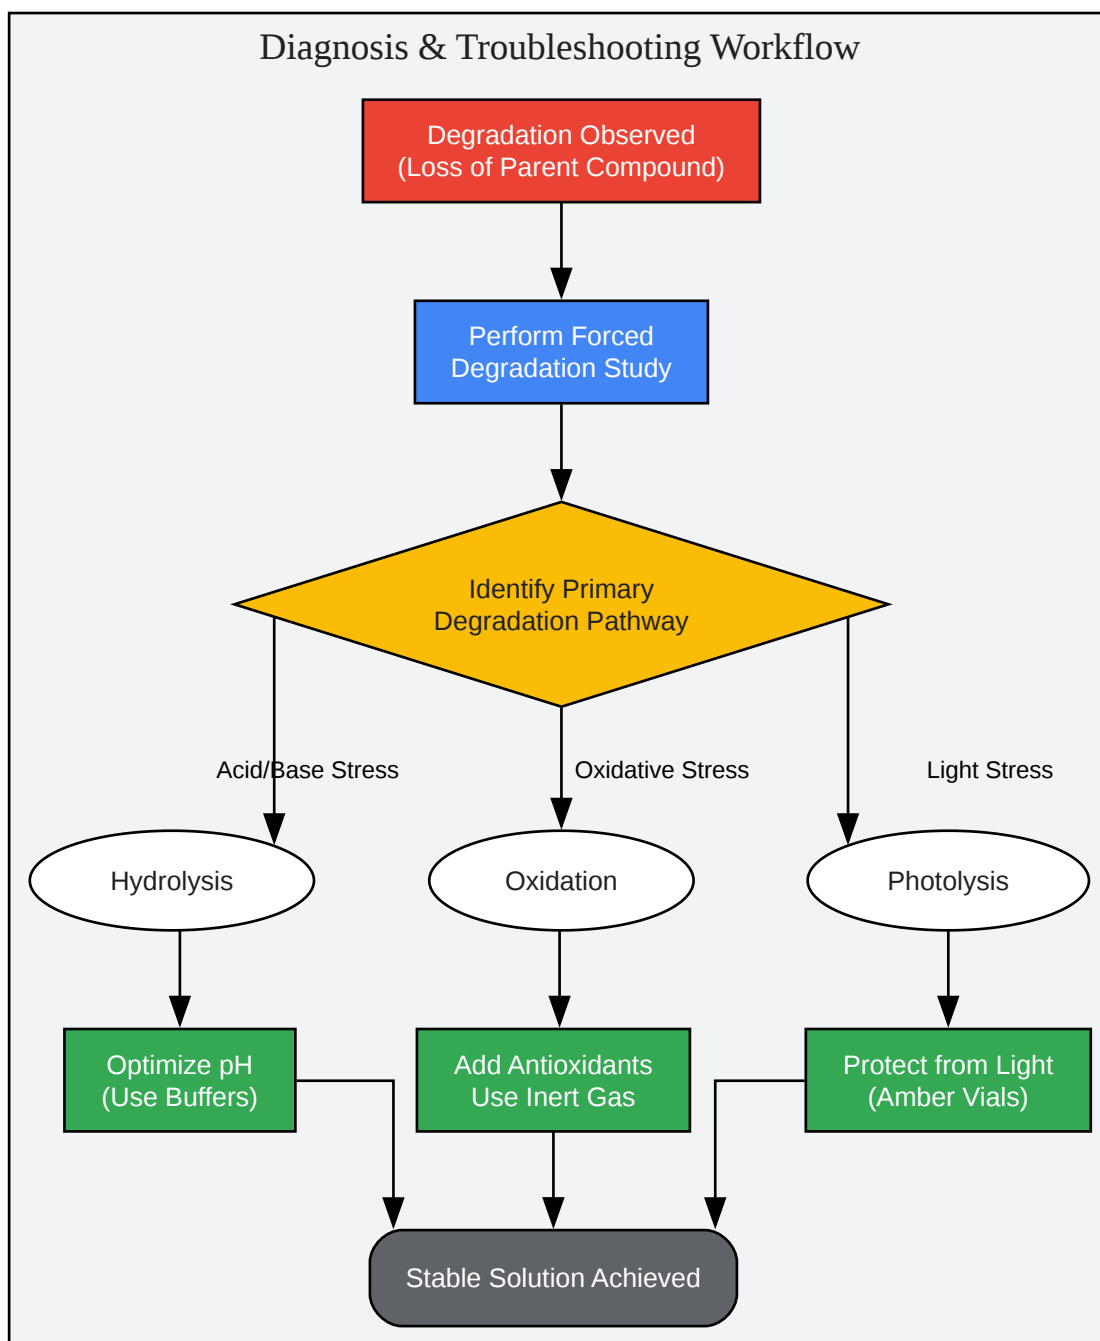 Diagnosis & Troubleshooting Workflow
Degradation Observed
(Loss of Parent Compound)
Perform Forced
Degradation Study
Identify Primary
Degradation Pathway
Acid/Base Stress
Oxidative Stress
Light Stress
Hydrolysis
Oxidation
Photolysis
Optimize pH
(Use Buffers)
Add Antioxidants
Use Inert Gas
Protect from Light
(Amber Vials)
Stable Solution Achieved